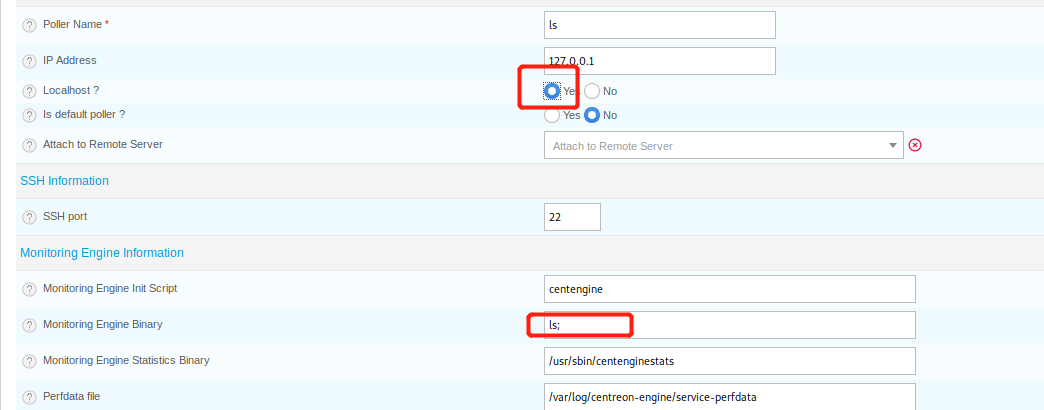 Poller Name * ls
IP Address 127.0.0.1
Localhost ? Yes No
Is default poller ? Yes No
Attach to Remote Server Attach to Remote Server
SSH Information
SSH port 22
Monitoring Engine Information
Monitoring Engine Init Script centengine
Monitoring Engine Binary ls;
Monitoring Engine Statistics Binary /usr/sbin/centenginestats
Perfdata file /var/log/centreon-engine/service-perfdata